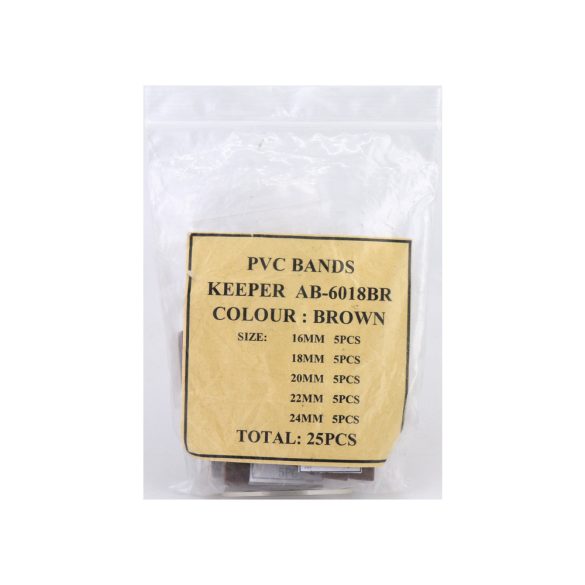 PVC BANDS
KEEPER AB-6018BR
COLOUR : BROWN
SIZE: 16MM 5PCS
18MM 5PCS
20MM 5PCS
22MM 5PCS
24MM 5PCS
TOTAL: 25PCS